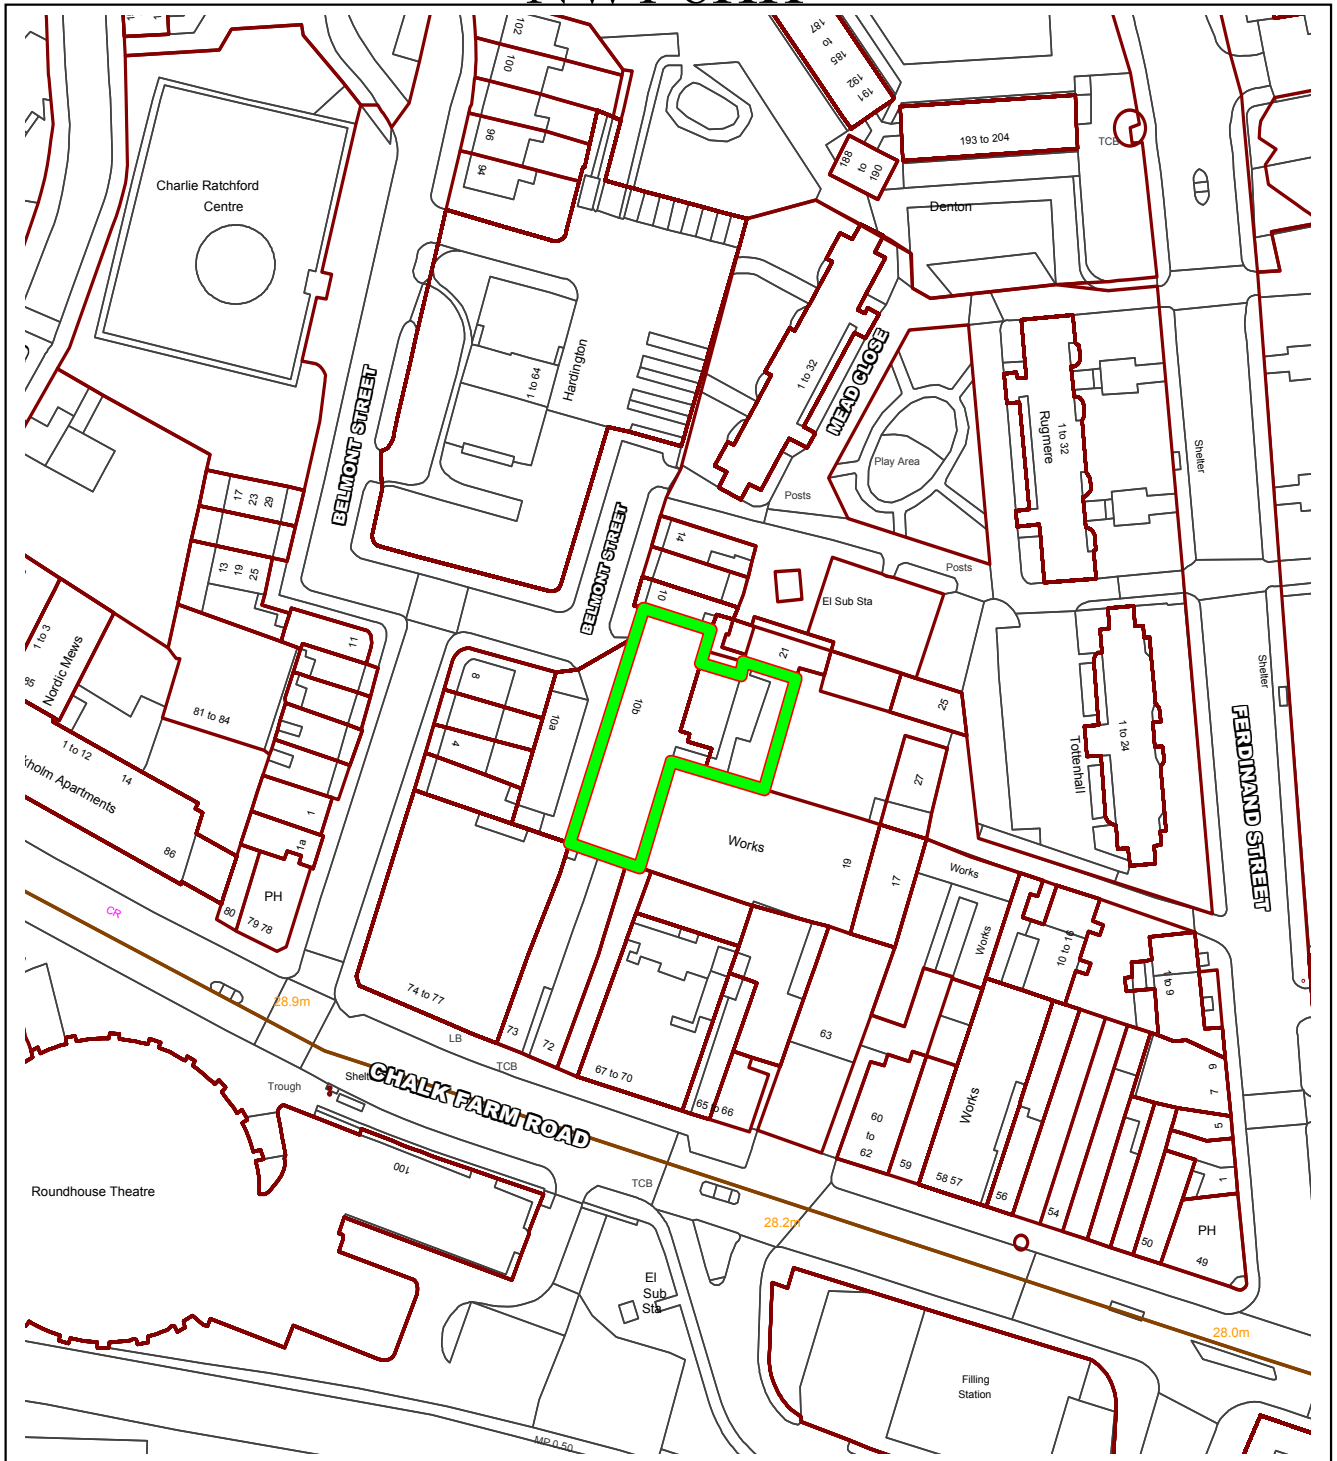 102
100
96
94
187
to
185
192
191
188
to
190
193 to 204
TCB
Denton
Charlie Ratchford
Centre
BELMONT STREET
1 to 64
Hardington
1 to 32
MEAD CLOSE
Play Area
Posts
1 to 32
Rugmere
Shelter
17
23
29
13
19
25
BELMONT STREET
14
10
Posts
El Sub Sta
21
25
11
1 to 3
Nordic Mews
85
81 to 84
1 to 12
14
kholm Apartments
86
8
4
10a
10b
1
1a
PH
80
79 78
Works
19
17
27
Works
Works
10 to 16
1 to 24
Tottenhall
Shelter
FERDINAND STREET
1 to 9
9
7
5
1
CR
28.9m
74 to 77
73
72
67 to 70
65 to 66
63
60
to
62
59
58 57
Works
56
54
50
PH
49
LB
TCB
Trough
CHALK FARM ROAD
100
Roundhouse Theatre
TCB
28.2m
El
Sub
Sta
28.0m
Filling
Station
MP 0.50